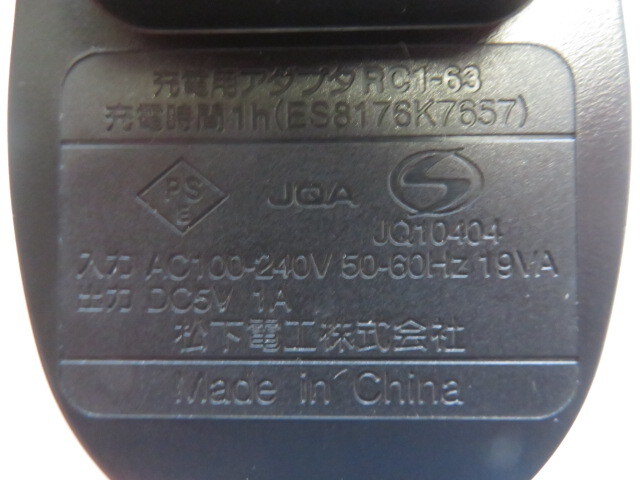 充電用アダプタ RC1-63
充電時間1h(ES8176K7657)
PS
E
JQA
S
JQ10404
入力 AC100-240V 50-60Hz 19VA
出力 DC5V 1A
松下電工株式会社
Made in China